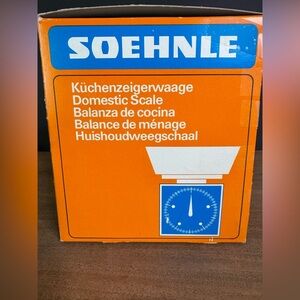 SOEHNLE
Küchenzeigerwaage
Domestic Scale
Balanza de cocina
Balance de ménage
Huishoudweegschaal